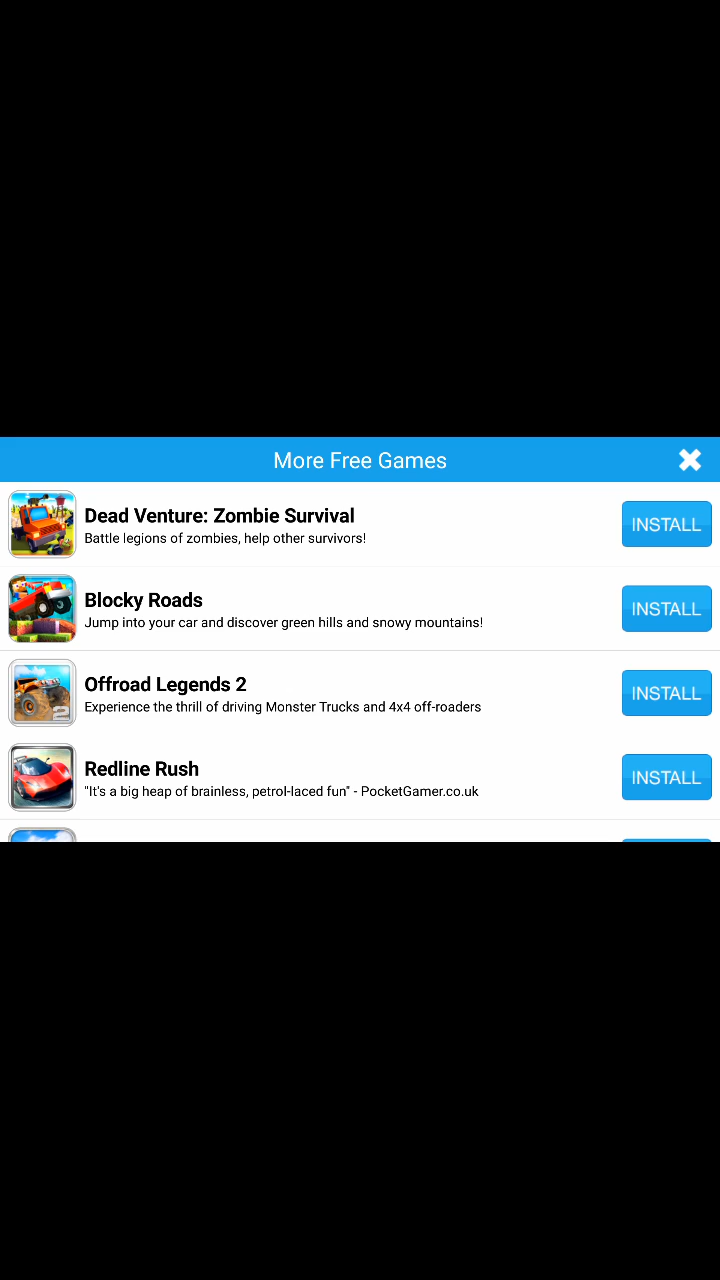 More Free Games
Dead Venture: Zombie Survival
Battle legions of zombies, help other survivors!
INSTALL
Blocky Roads
Jump into your car and discover green hills and snowy mountains!
INSTALL
Offroad Legends 2
Experience the thrill of driving Monster Trucks and 4x4 off-roaders
INSTALL
2
Redline Rush
"It's a big heap of brainless, petrol-laced fun" - PocketGamer.co.uk
INSTALL